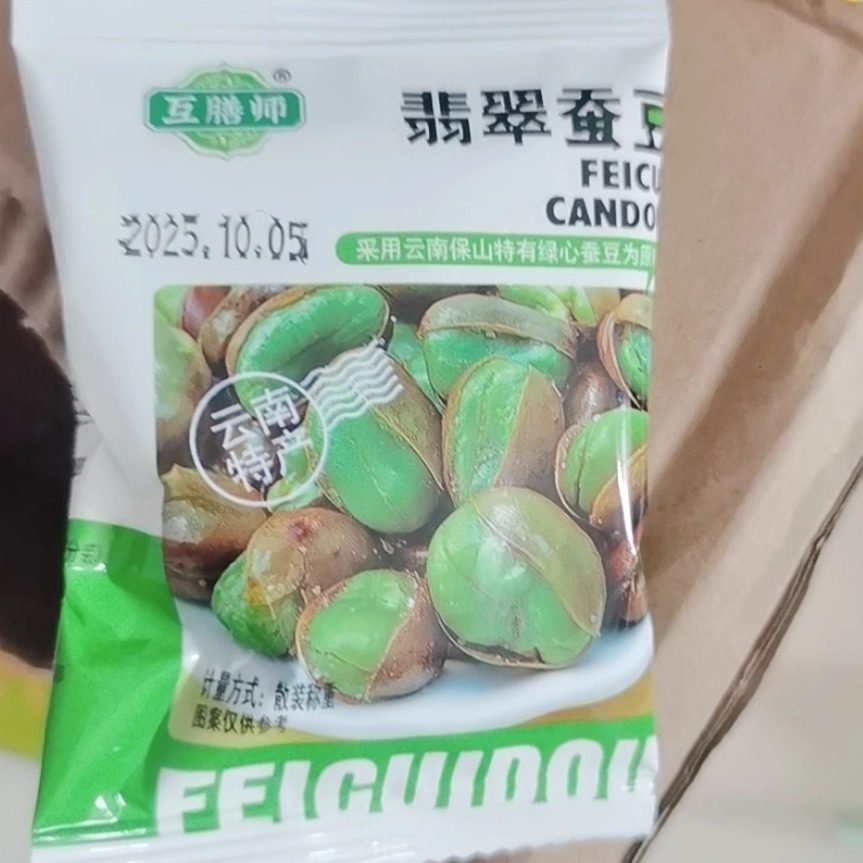 互膳师
®
翡翠蚕豆
FEICU
CANDO
2025.10.05
采用云南保山特有绿心蚕豆为原
云南
特产
分装)
计量方式：散装称重
图案仅供参考
FEICUIDOU